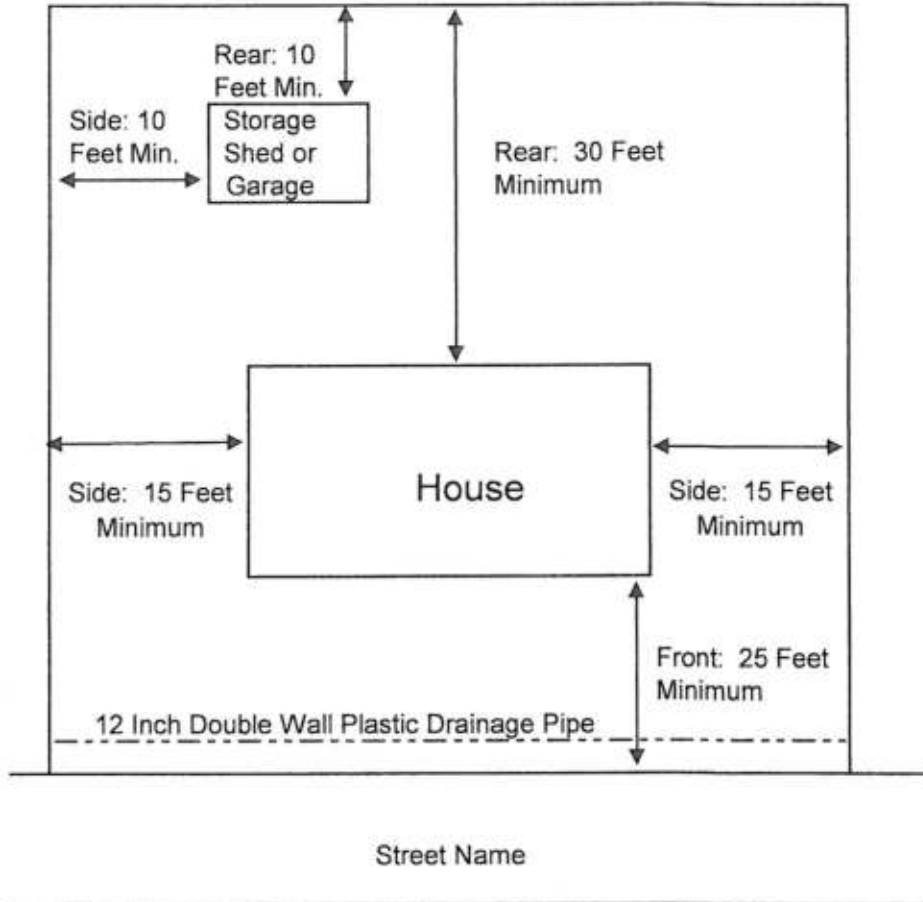 Rear: 10
Feet Min.
Side: 10
Feet Min.
Storage
Shed or
Garage
Rear: 30 Feet
Minimum
House
Side: 15 Feet
Minimum
Side: 15 Feet
Minimum
Front: 25 Feet
Minimum
12 Inch Double Wall Plastic Drainage Pipe
Street Name